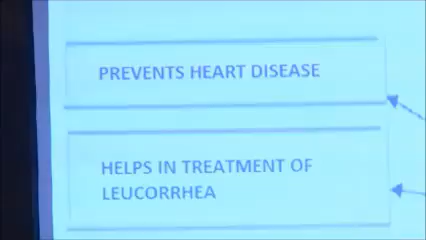 PREVENTS HEART DISEASE
HELPS IN TREATMENT OF
LEUCORRHEA